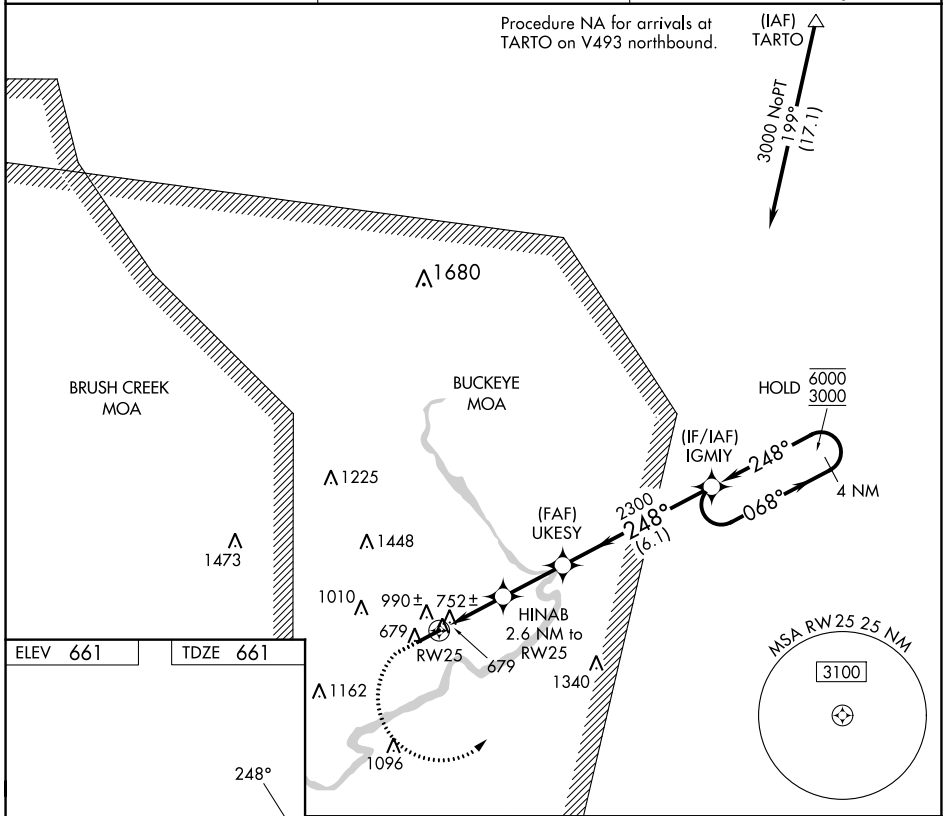 Procedure NA for arrivals at
TARTO on V493 northbound.
(IAF)
TARTO
3000 NoPT
199°
(17.1)
1680
BRUSH CREEK
MOA
BUCKEYE
MOA
HOLD
6000
3000
(IF/IAF)
IGMIY
248°
068°
4 NM
1225
2300
248°
(6.1)
(FAF)
UKESY
1448
1473
1010
990±
752±
HINAB
2.6 NM to
RW25
679
RW25
679
1340
MSA RW25 25 NM
3100
ELEV 661
TDZE 661
1162
1096
248°